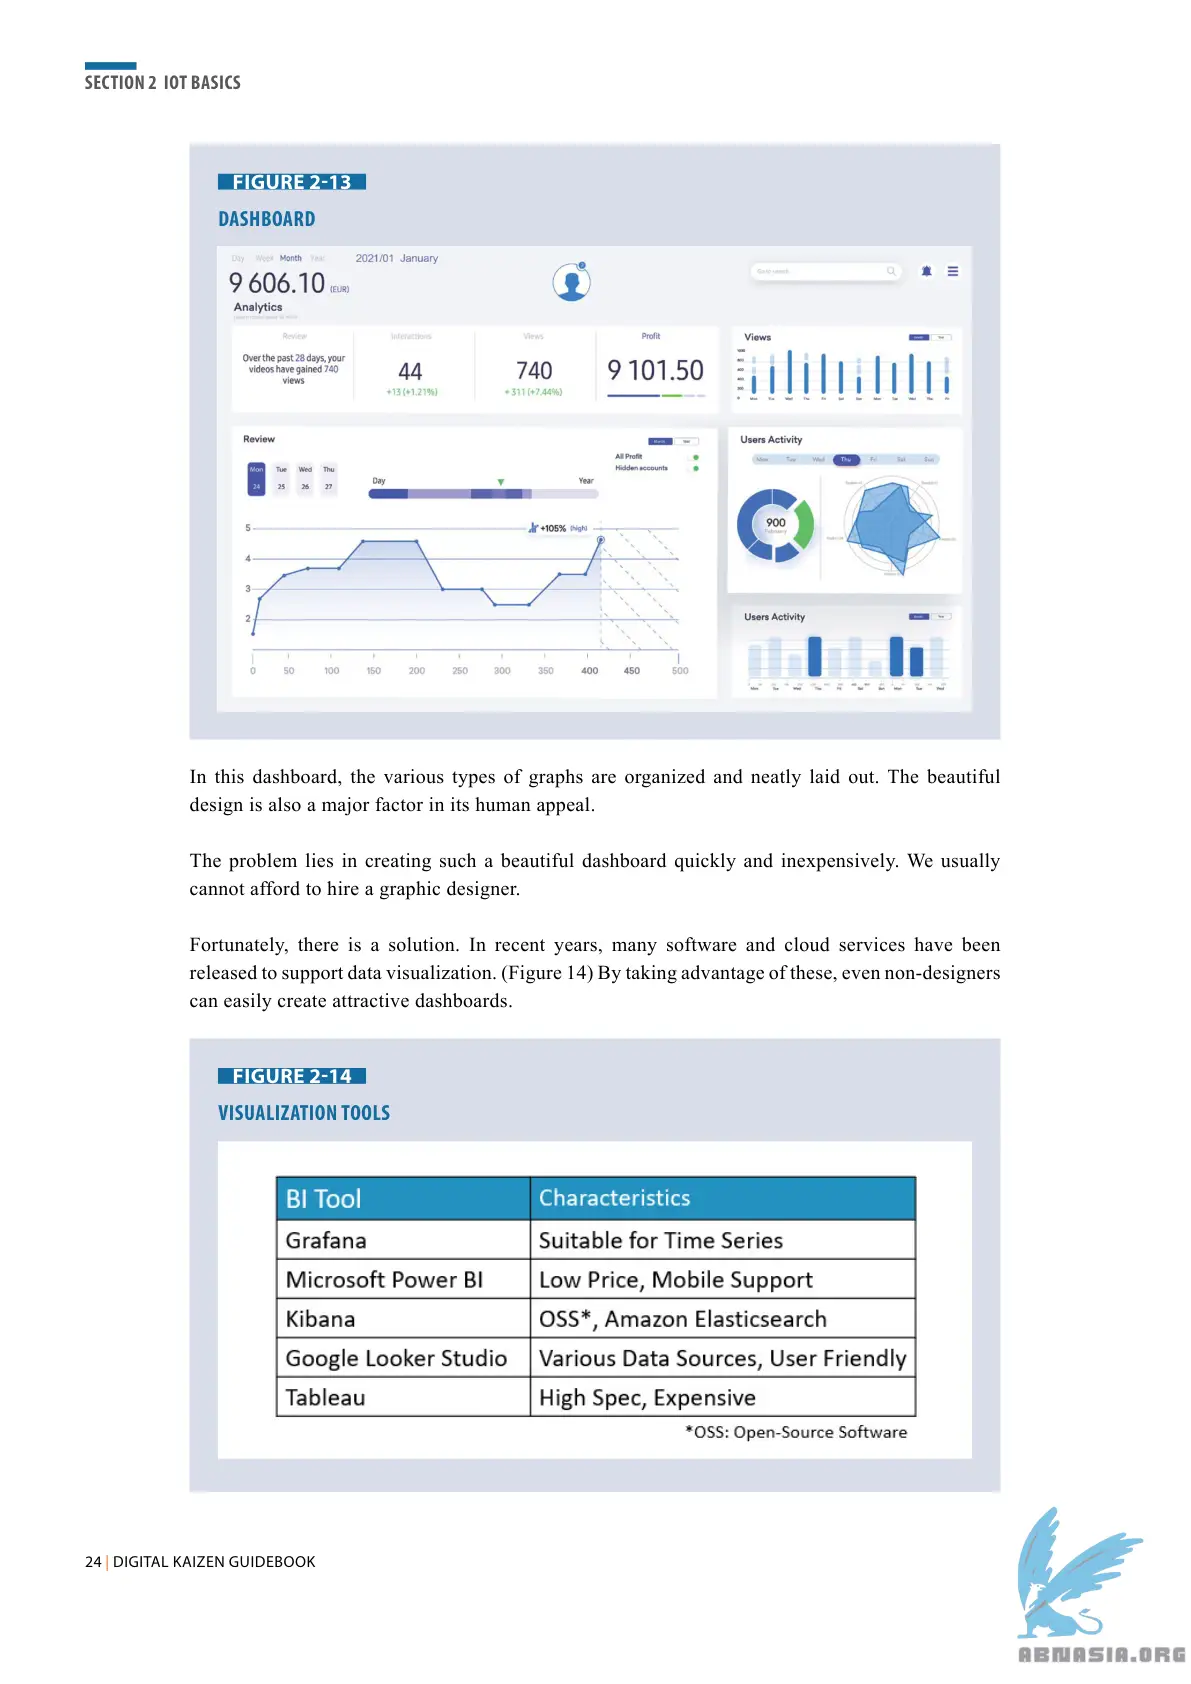 SECTION 2 IOT BASICS
FIGURE 2-13
DASHBOARD
Day Week Month Year
2021/01 January
9 606.10 (EUR)
Analytics
Review
Over the past 28 days, your
videos have gained 740
views
Interactions
44
+13 (+1.21%)
Views
740
+ 311 (+7.44%)
Profit
9 101.50
Views
Review
Mon Tue Wed Thu
24 25 26 27
All Profit
Hidden accounts
Day Year
+105% (high)
5
4
3
2
0 50 100 150 200 250 300 350 400 450 500
Users Activity
Mon Tue Wed Thu Fri Sat Sun
900
February
Users Activity
In this dashboard, the various types of graphs are organized and neatly laid out. The beautiful
design is also a major factor in its human appeal.
The problem lies in creating such a beautiful dashboard quickly and inexpensively. We usually
cannot afford to hire a graphic designer.
Fortunately, there is a solution. In recent years, many software and cloud services have been
released to support data visualization. (Figure 14) By taking advantage of these, even non-designers
can easily create attractive dashboards.
FIGURE 2-14
VISUALIZATION TOOLS
BI Tool Characteristics
Grafana Suitable for Time Series
Microsoft Power BI Low Price, Mobile Support
Kibana OSS*, Amazon Elasticsearch
Google Looker Studio Various Data Sources, User Friendly
Tableau High Spec, Expensive
*OSS: Open-Source Software
24 | DIGITAL KAIZEN GUIDEBOOK
ABNASIA.ORG